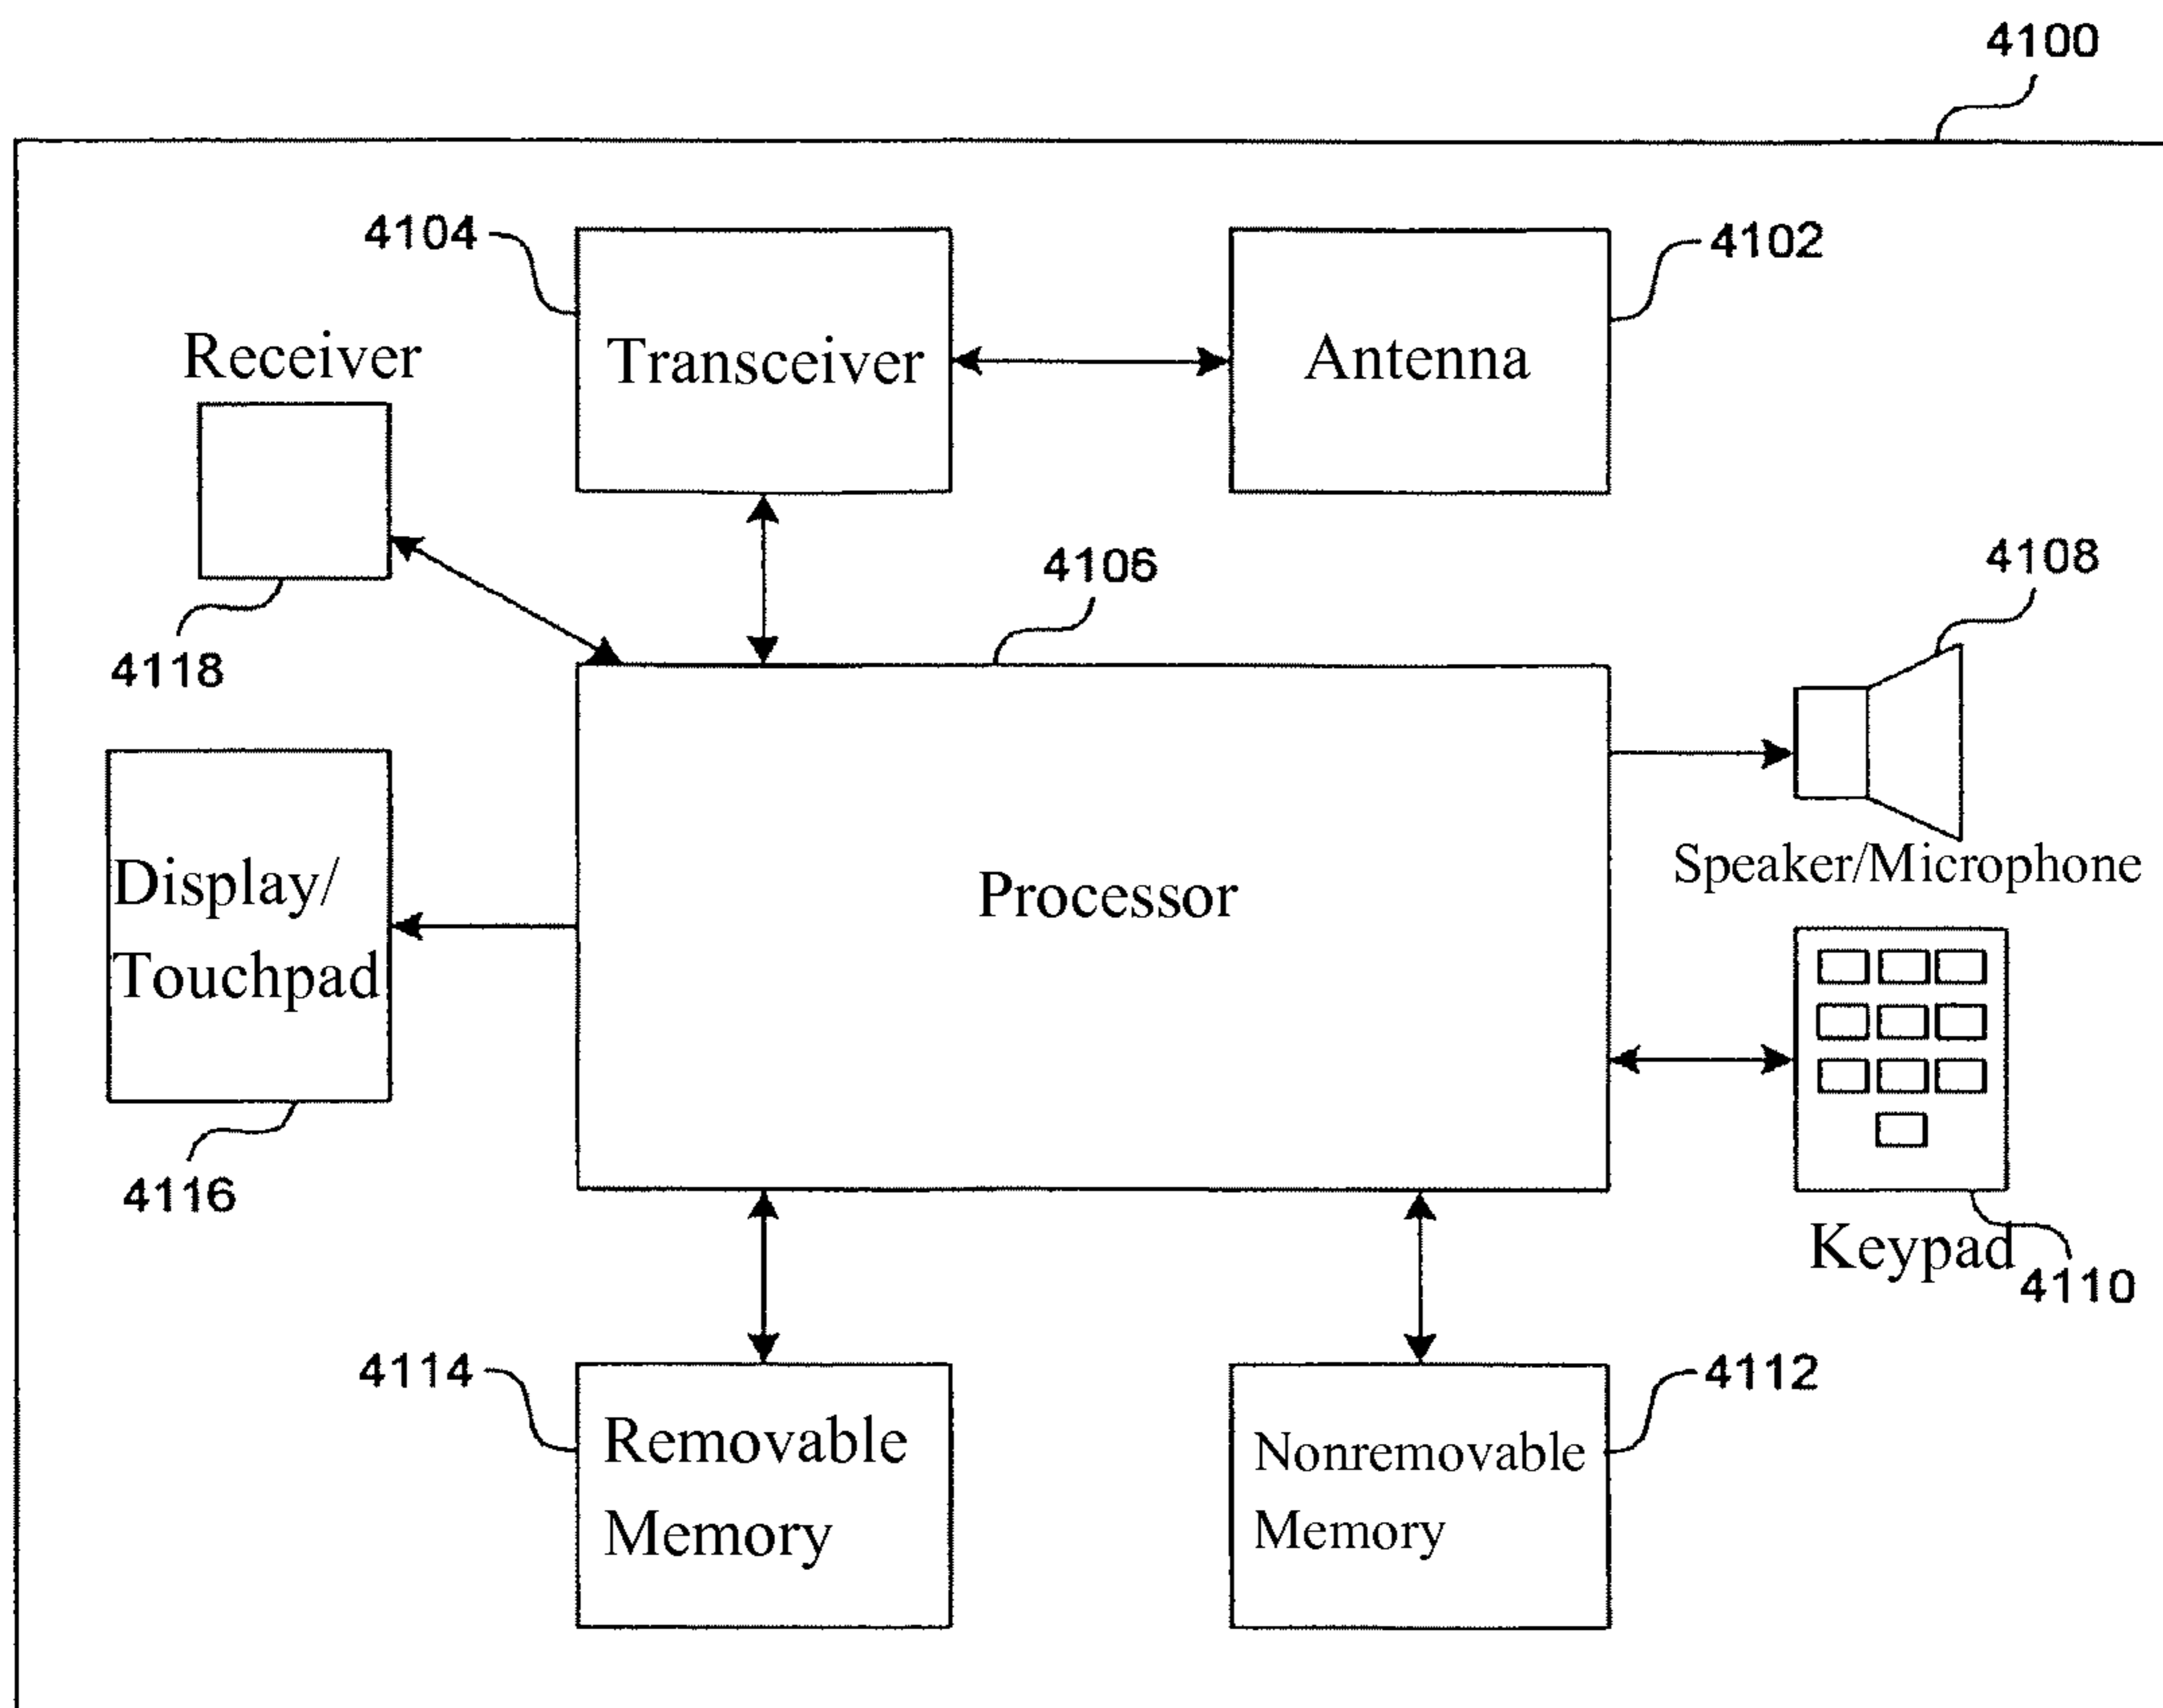 4100
4104
4102
Receiver
Transceiver
Antenna
4106
4108
4118
Display/
Touchpad
Processor
Speaker/Microphone
4116
Keypad
4110
4114
4112
Removable
Memory
Nonremovable
Memory